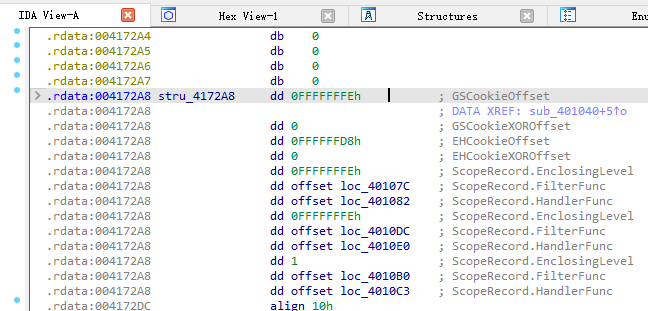 IDA View-A Hex View-1 Structures Enu
.rdata:004172A4 db 0
.rdata:004172A5 db 0
.rdata:004172A6 db 0
.rdata:004172A7 db 0
.rdata:004172A8 stru_4172A8 dd 0FFFFFFFEh ; GSCookieOffset
.rdata:004172A8 ; DATA XREF: sub_401040+5↑o
.rdata:004172A8 dd 0 ; GSCookieXOROffset
.rdata:004172A8 dd 0FFFFFFD8h ; EHCookieOffset
.rdata:004172A8 dd 0 ; EHCookieXOROffset
.rdata:004172A8 dd 0FFFFFFFEh ; ScopeRecord.EnclosingLevel
.rdata:004172A8 dd offset loc_40107C ; ScopeRecord.FilterFunc
.rdata:004172A8 dd offset loc_401082 ; ScopeRecord.HandlerFunc
.rdata:004172A8 dd 0FFFFFFFEh ; ScopeRecord.EnclosingLevel
.rdata:004172A8 dd offset loc_4010DC ; ScopeRecord.FilterFunc
.rdata:004172A8 dd offset loc_4010E0 ; ScopeRecord.HandlerFunc
.rdata:004172A8 dd 1 ; ScopeRecord.EnclosingLevel
.rdata:004172A8 dd offset loc_4010B0 ; ScopeRecord.FilterFunc
.rdata:004172A8 dd offset loc_4010C3 ; ScopeRecord.HandlerFunc
.rdata:004172DC align 10h